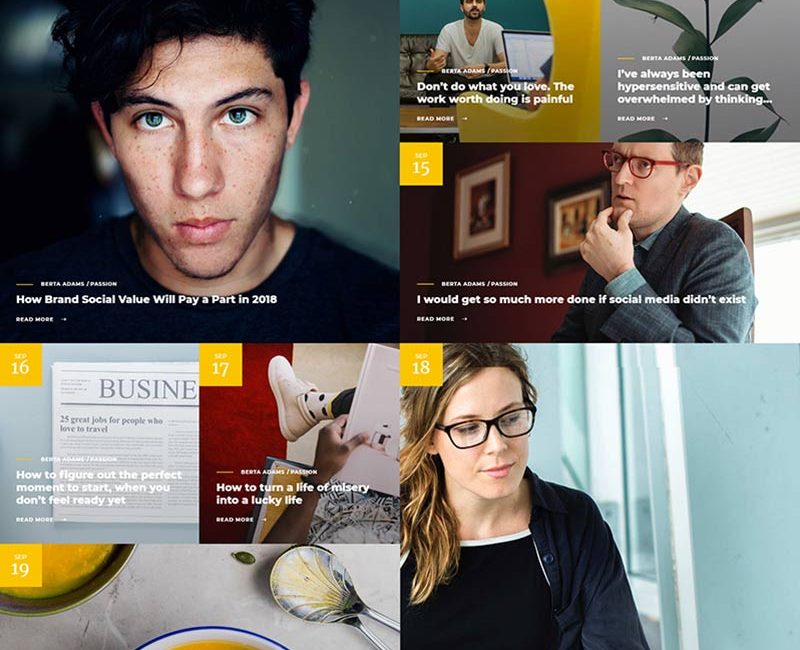 BERTA ADAMS / PASSION
How Brand Social Value Will Pay a Part in 2018
READ MORE →
BERTA ADAMS / PASSION
Don’t do what you love. The
work worth doing is painful
READ MORE →
BERTA ADAMS / PASSION
I’ve always been
hypersensitive and can get
overwhelmed by thinking...
READ MORE →
SEP
15
BERTA ADAMS / PASSION
I would get so much more done if social media didn’t exist
READ MORE →
SEP
16
BUSINE
25 great jobs for people who
love to travel
BERTA ADAMS / PASSION
How to figure out the perfect
moment to start, when you
don’t feel ready yet
READ MORE →
SEP
17
BERTA ADAMS / PASSION
How to turn a life of misery
into a lucky life
READ MORE →
SEP
18
SEP
19